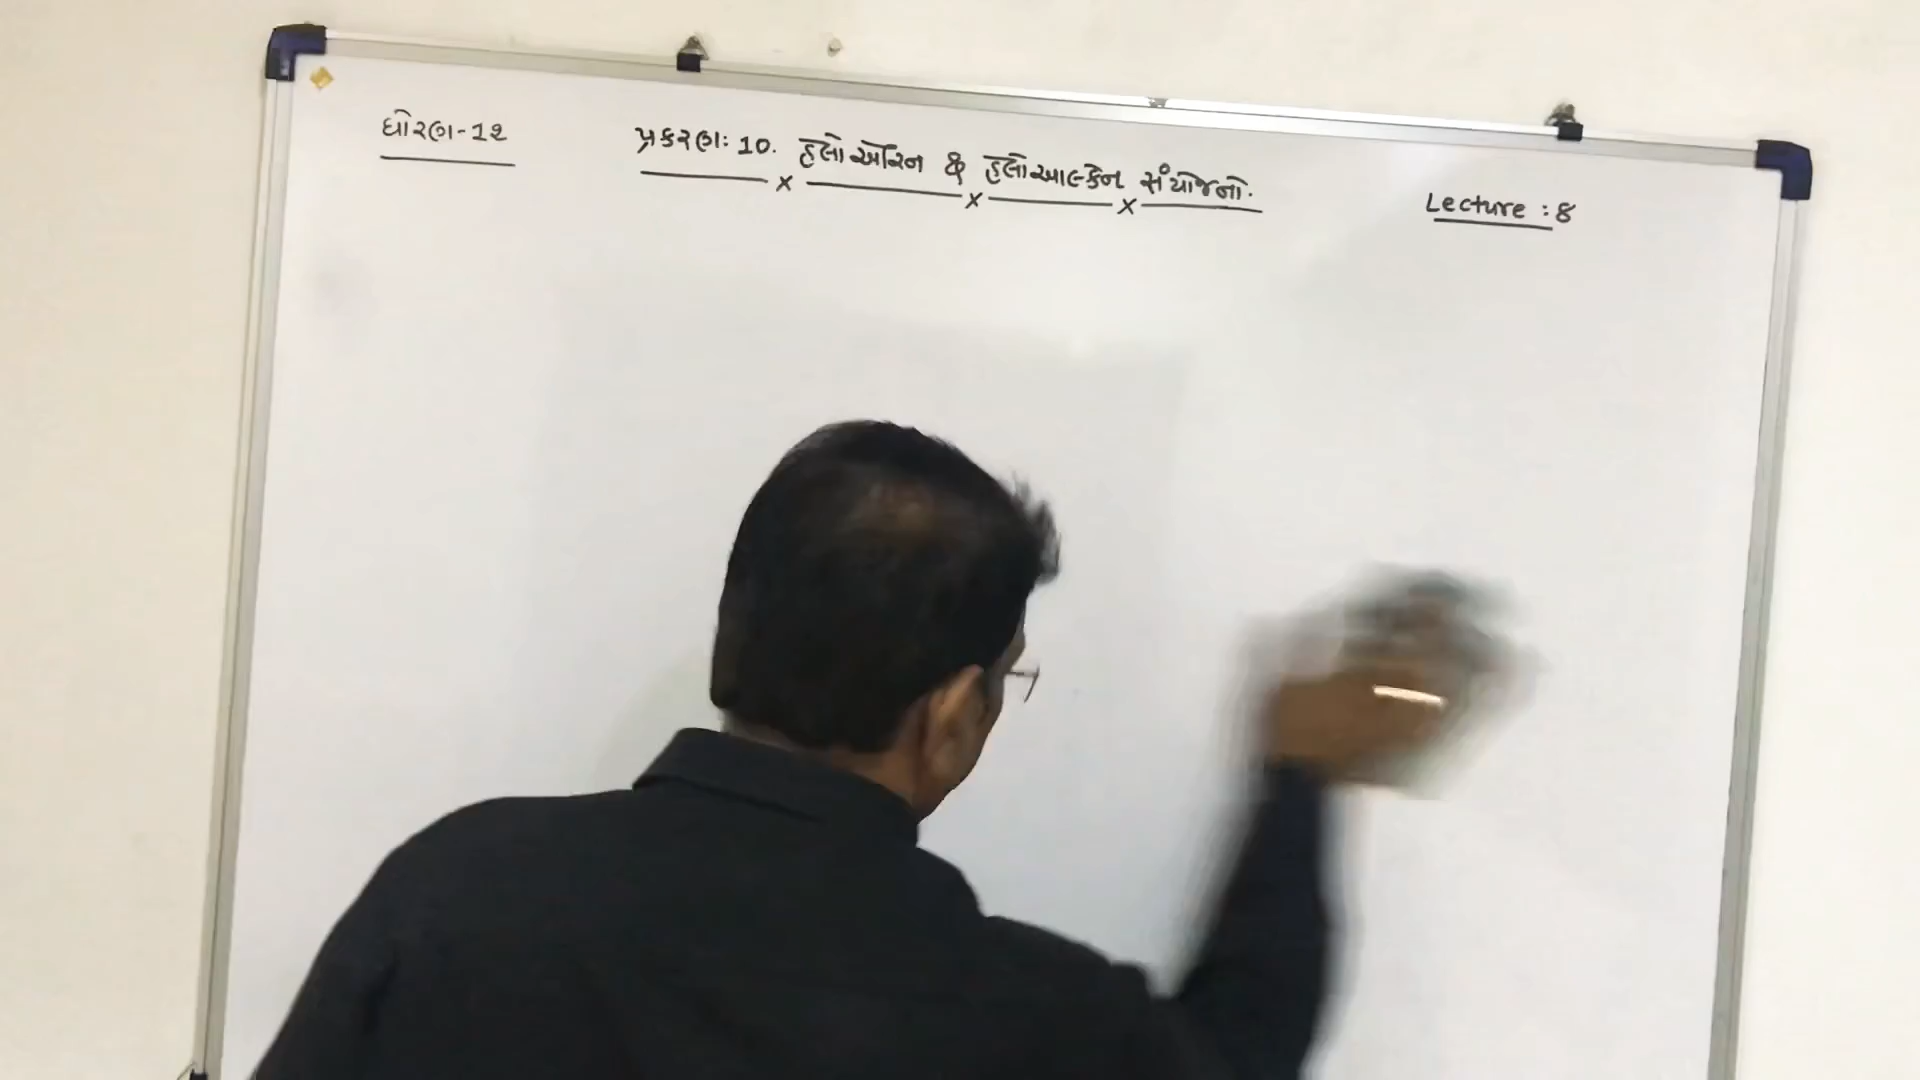 ધોરણ-12
પ્રકરણ: 10. હેલોએરિન & હેલોઆલ્કેન સંયોજનો.
Lecture : 8